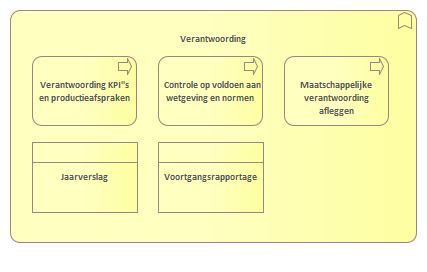 Verantwoording
Verantwoording KPI"s
en productieafspraken
Controle op voldoen aan
wetgeving en normen
Maatschappelijke
verantwoording
afleggen
Jaarverslag
Voortgangsrapportage